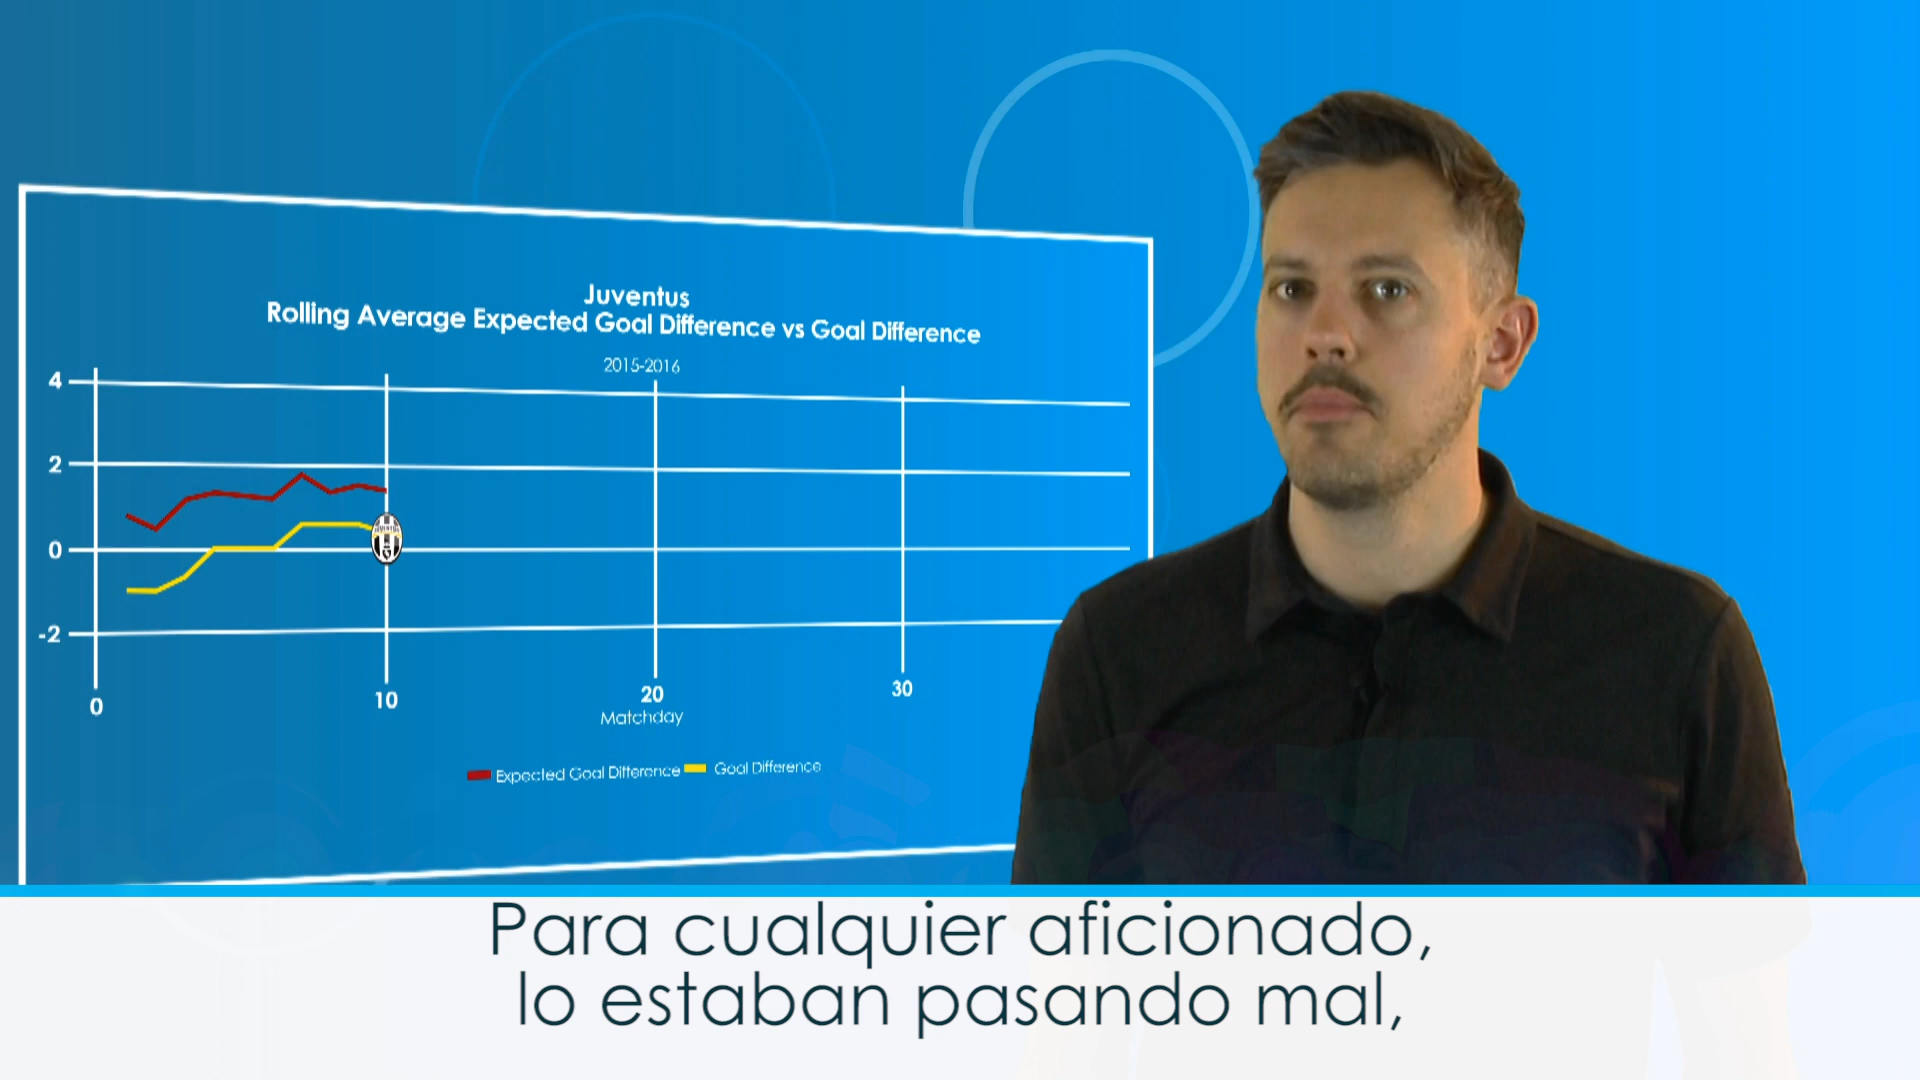 Juventus
Rolling Average Expected Goal Difference vs Goal Difference
2015-2016
4
2
0
-2
0
10
20
30
Matchday
Expected Goal Difference
Goal Difference
Para cualquier aficionado,
lo estaban pasando mal,